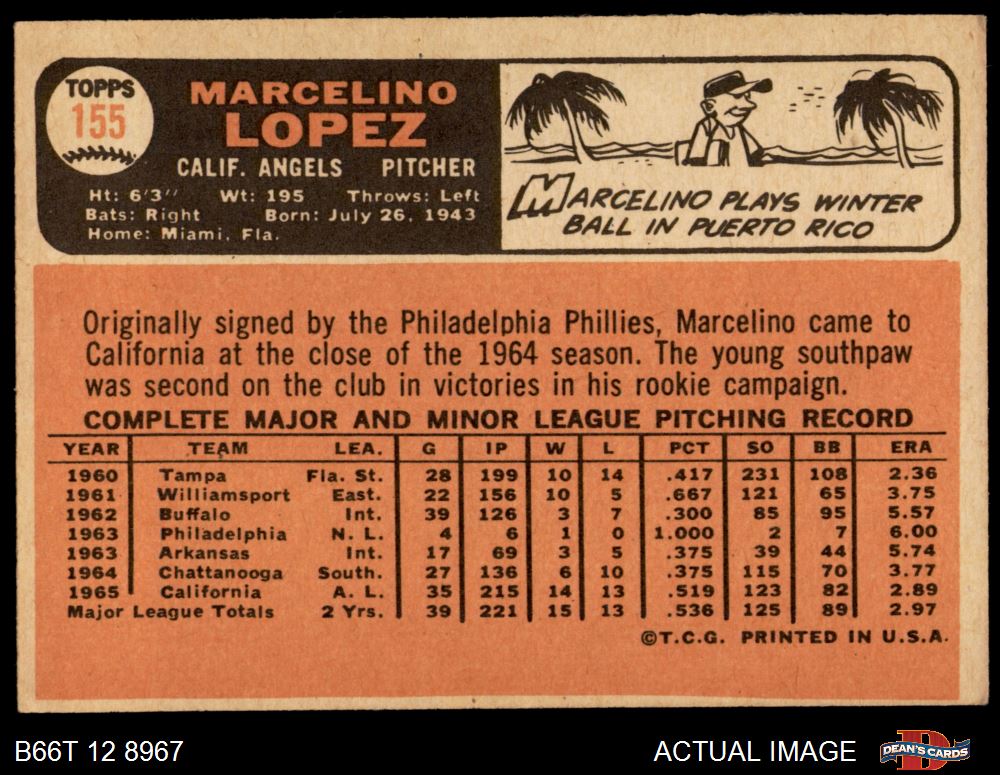 TOPPS
155
MARCELINO
LOPEZ
CALIF. ANGELS PITCHER
Ht: 6'3" Wt: 195 Throws: Left
Bats: Right Born: July 26, 1943
Home: Miami, Fla.
MARCELINO PLAYS WINTER
BALL IN PUERTO RICO
Originally signed by the Philadelphia Phillies, Marcelino came to
California at the close of the 1964 season. The young southpaw
was second on the club in victories in his rookie campaign.
COMPLETE MAJOR AND MINOR LEAGUE PITCHING RECORD
YEAR TEAM LEA. G IP W L PCT SO BB ERA
1960 Tampa Fla. St. 28 199 10 14 .417 231 108 2.36
1961 Williamsport East. 22 156 10 5 .667 121 65 3.75
1962 Buffalo Int. 39 126 3 7 .300 85 95 5.57
1963 Philadelphia N. L. 4 6 1 0 1.000 2 7 6.00
1963 Arkansas Int. 17 69 3 5 .375 39 44 5.74
1964 Chattanooga South. 27 136 6 10 .375 115 70 3.77
1965 California A. L. 35 215 14 13 .519 123 82 2.89
Major League Totals 2 Yrs. 39 221 15 13 .536 125 89 2.97
©T.C.G. PRINTED IN U.S.A.
B66T 12 8967
ACTUAL IMAGE
D
DEAN'S CARDS